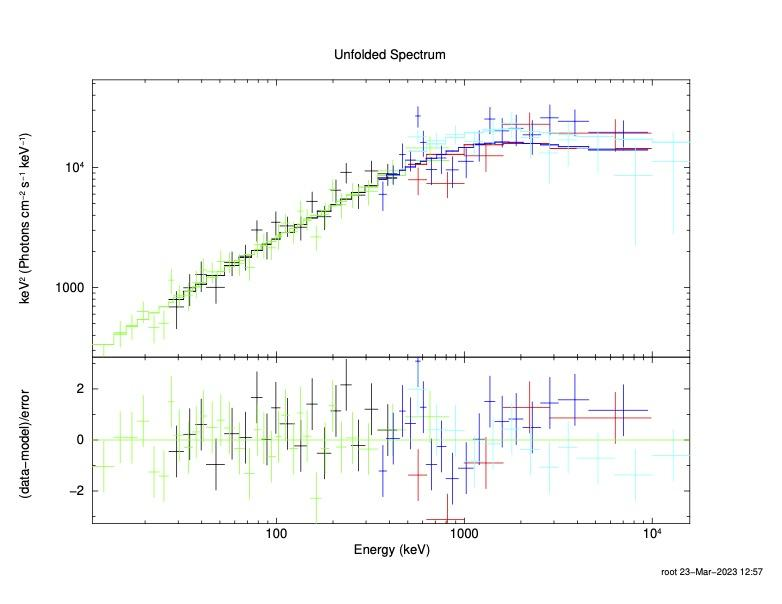 Unfolded Spectrum
keV² (Photons cm⁻² s⁻¹ keV⁻¹)
10⁴
1000
(data−model)/error
2
0
−2
100
1000
10⁴
Energy (keV)
root 23−Mar−2023 12:57